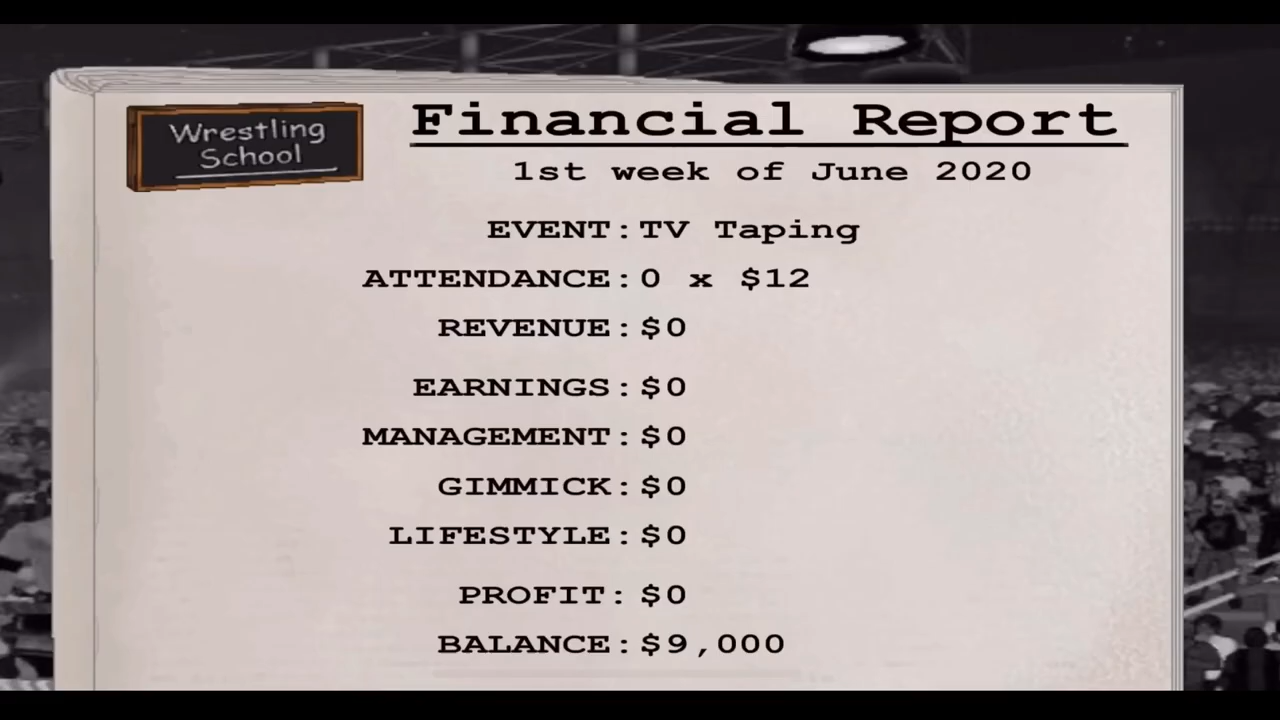 Wrestling
School
Financial Report
1st week of June 2020
EVENT: TV Taping
ATTENDANCE: 0 x $12
REVENUE: $0
EARNINGS: $0
MANAGEMENT: $0
GIMMICK: $0
LIFESTYLE: $0
PROFIT: $0
BALANCE: $9,000